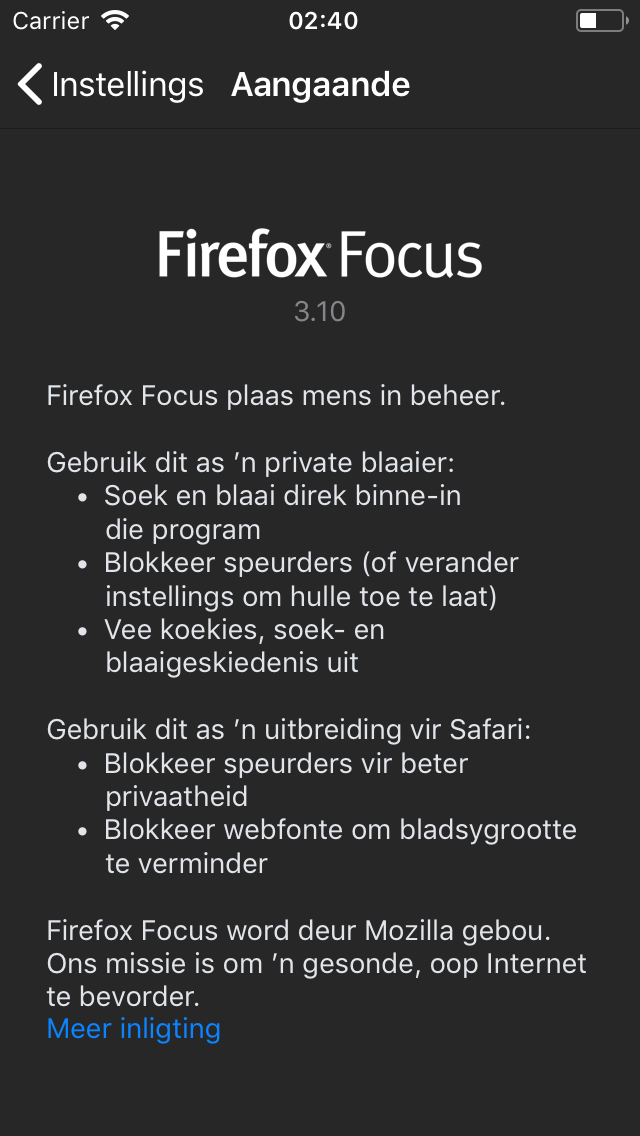 Carrier 02:40
Instellings Aangaande
Firefox Focus
3.10
Firefox Focus plaas mens in beheer.
Gebruik dit as ’n private blaaier:
• Soek en blaai direk binne-in
die program
• Blokkeer speurders (of verander
instellings om hulle toe te laat)
• Vee koekies, soek- en
blaaigeskiedenis uit
Gebruik dit as ’n uitbreiding vir Safari:
• Blokkeer speurders vir beter
privaatheid
• Blokkeer webfonte om bladsygrootte
te verminder
Firefox Focus word deur Mozilla gebou.
Ons missie is om ’n gesonde, oop Internet
te bevorder.
Meer inligting